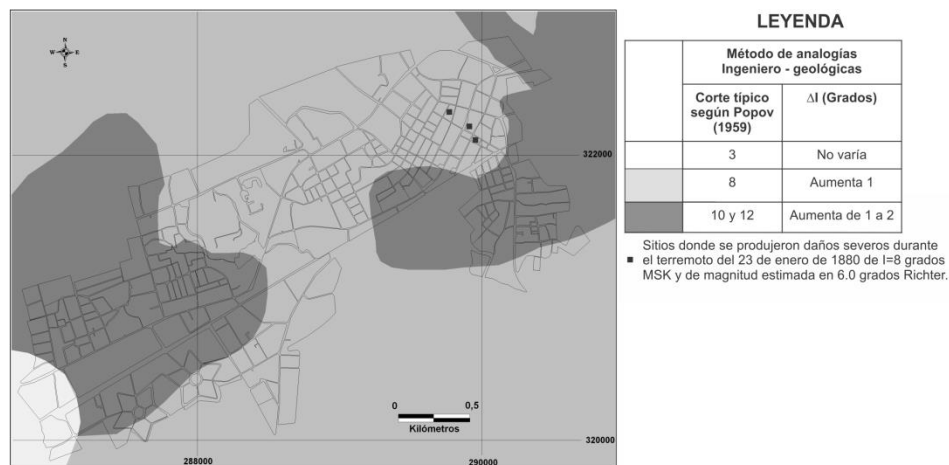 N
W E
S
322000
0 0,5
Kilómetros
320000
288000 290000
LEYENDA
Método de analogías
Ingeniero - geológicas
Corte típico
según Popov
(1959)
∆I (Grados)
3 No varía
8 Aumenta 1
10 y 12 Aumenta de 1 a 2
Sitios donde se produjeron daños severos durante
el terremoto del 23 de enero de 1880 de I=8 grados
MSK y de magnitud estimada en 6.0 grados Richter.